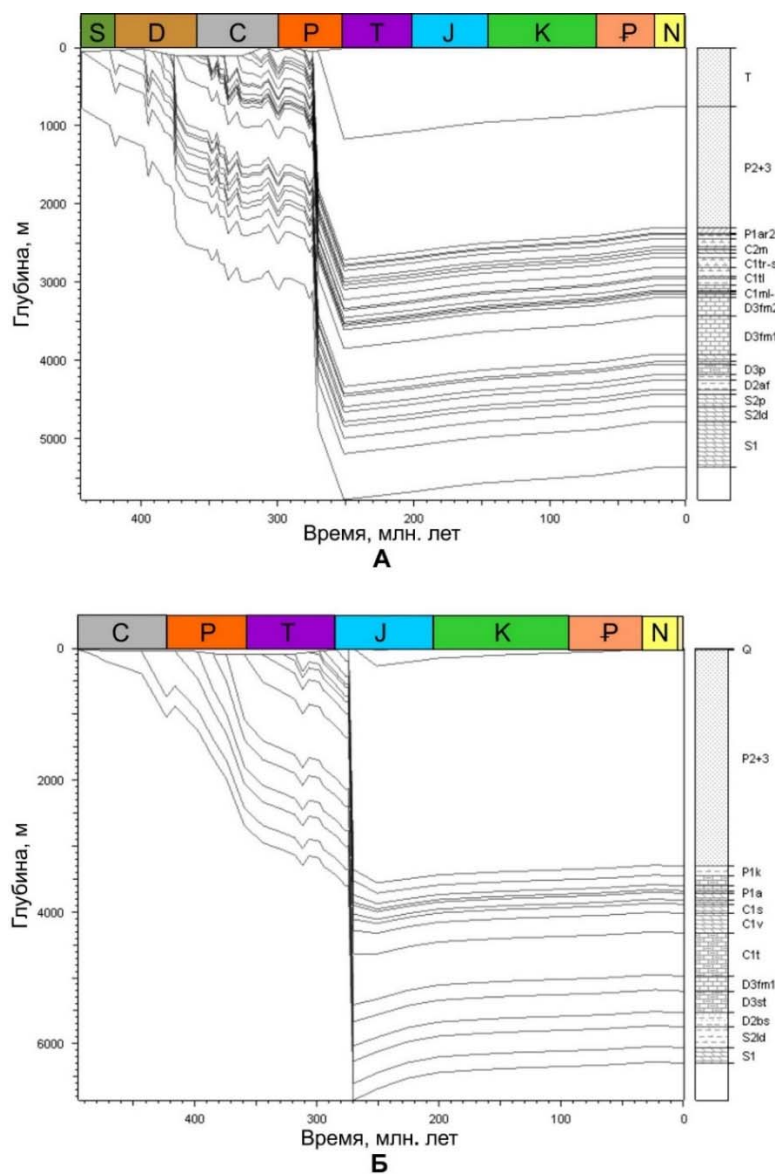 S D C P T J K Ᵽ N
0
1000
2000
3000
4000
5000
Глубина, м
400 300 200 100 0
Время, млн. лет
А
T
P2+3
P1ar2
C2m
C1tr-s
C1tl
C1ml-
D3fm2
D3fm1
D3p
D2af
S2p
S2ld
S1
C P T J K Ᵽ N
0
2000
4000
6000
Глубина, м
400 300 200 100 0
Время, млн. лет
Б
Q
P2+3
P1k
P1a
C1s
C1v
C1t
D3fm1
D3st
D2bs
S2ld
S1